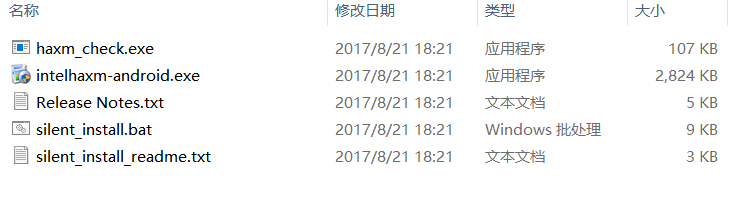 名称 修改日期 类型 大小
haxm_check.exe 2017/8/21 18:21 应用程序 107 KB
intelhaxm-android.exe 2017/8/21 18:21 应用程序 2,824 KB
Release Notes.txt 2017/8/21 18:21 文本文档 5 KB
silent_install.bat 2017/8/21 18:21 Windows 批处理 9 KB
silent_install_readme.txt 2017/8/21 18:21 文本文档 3 KB